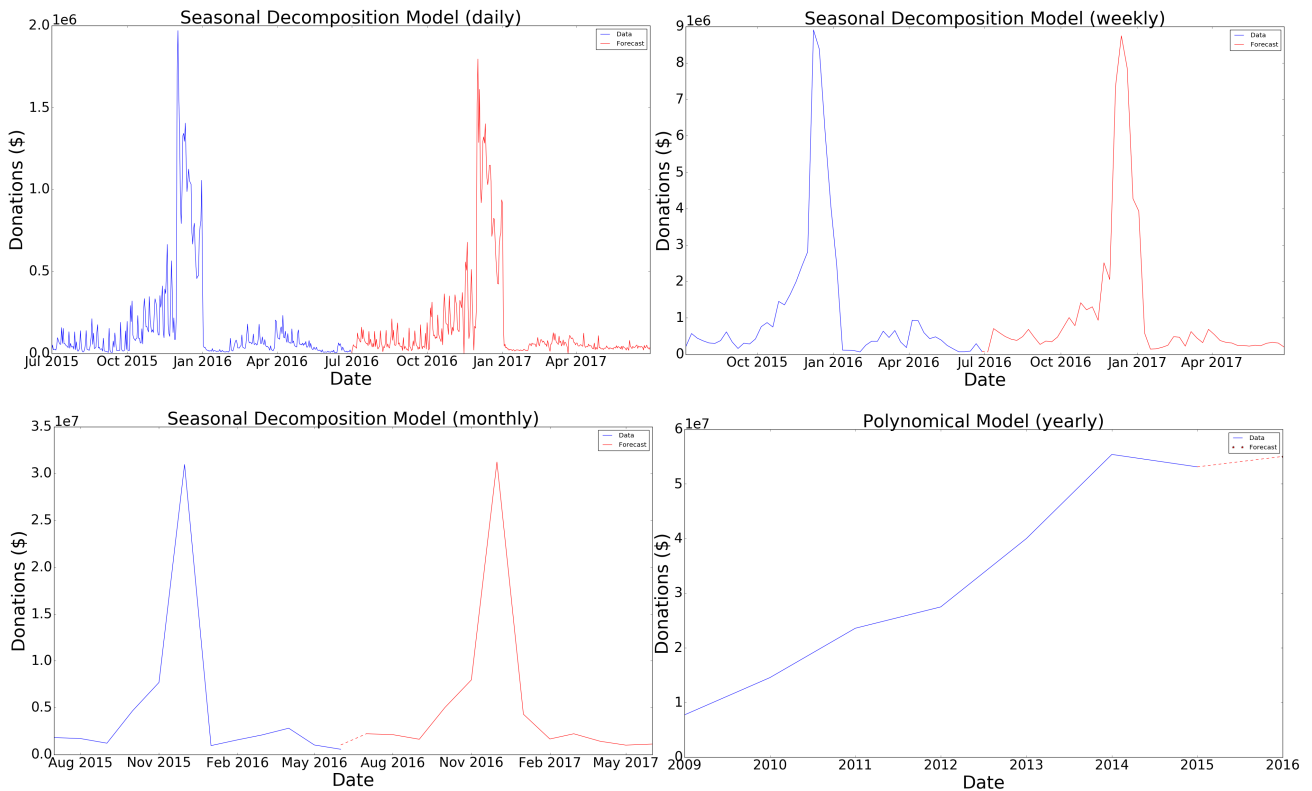 Seasonal Decomposition Model (daily)
2.0 1e6
Data
Forecast
1.5
1.0
0.5
0.0
Donations ($)
Jul 2015 Oct 2015 Jan 2016 Apr 2016 Jul 2016 Oct 2016 Jan 2017 Apr 2017
Date
Seasonal Decomposition Model (weekly)
9 1e6
Data
Forecast
8
7
6
5
4
3
2
1
0
Donations ($)
Oct 2015 Jan 2016 Apr 2016 Jul 2016 Oct 2016 Jan 2017 Apr 2017
Date
Seasonal Decomposition Model (monthly)
3.5 1e7
Data
Forecast
3.0
2.5
2.0
1.5
1.0
0.5
0.0
Donations ($)
Aug 2015 Nov 2015 Feb 2016 May 2016 Aug 2016 Nov 2016 Feb 2017 May 2017
Date
Polynomical Model (yearly)
6 1e7
Data
Forecast
5
4
3
2
1
0
Donations ($)
2009 2010 2011 2012 2013 2014 2015 2016
Date